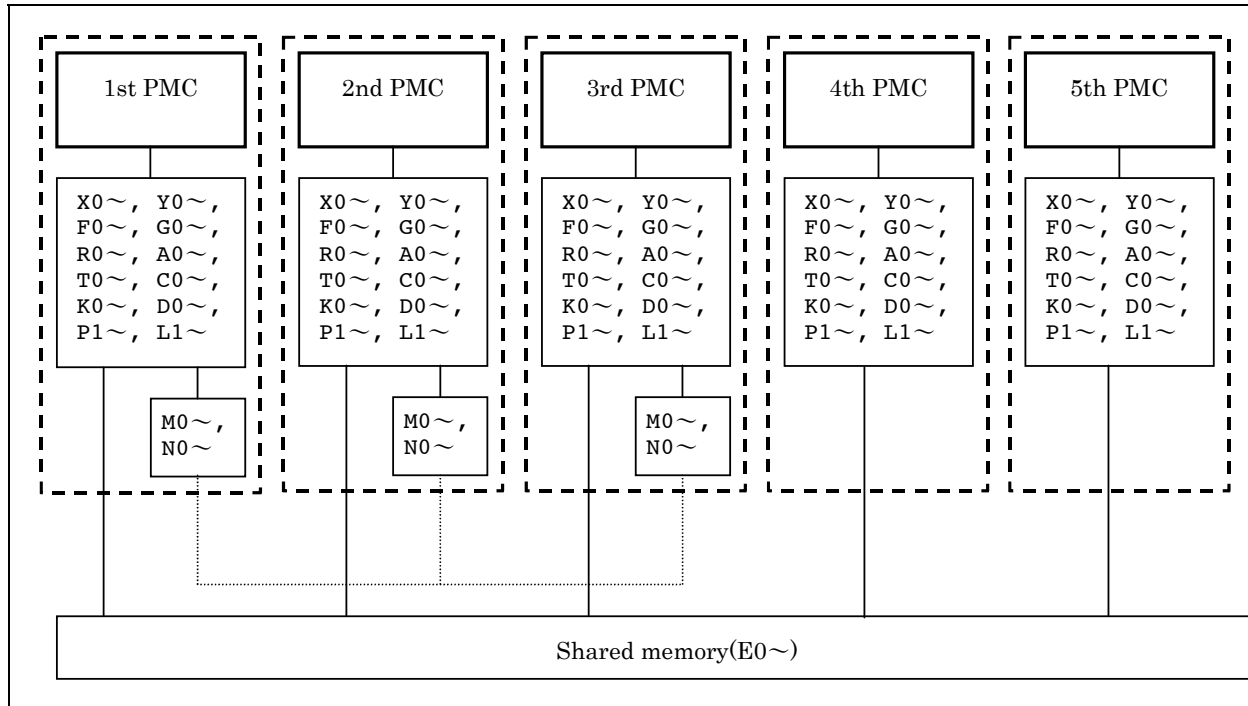 1st PMC
X0～, Y0～,
F0～, G0～,
R0～, A0～,
T0～, C0～,
K0～, D0～,
P1～, L1～
M0～,
N0～
2nd PMC
X0～, Y0～,
F0～, G0～,
R0～, A0～,
T0～, C0～,
K0～, D0～,
P1～, L1～
M0～,
N0～
3rd PMC
X0～, Y0～,
F0～, G0～,
R0～, A0～,
T0～, C0～,
K0～, D0～,
P1～, L1～
M0～,
N0～
4th PMC
X0～, Y0～,
F0～, G0～,
R0～, A0～,
T0～, C0～,
K0～, D0～,
P1～, L1～
5th PMC
X0～, Y0～,
F0～, G0～,
R0～, A0～,
T0～, C0～,
K0～, D0～,
P1～, L1～
Shared memory(E0～)